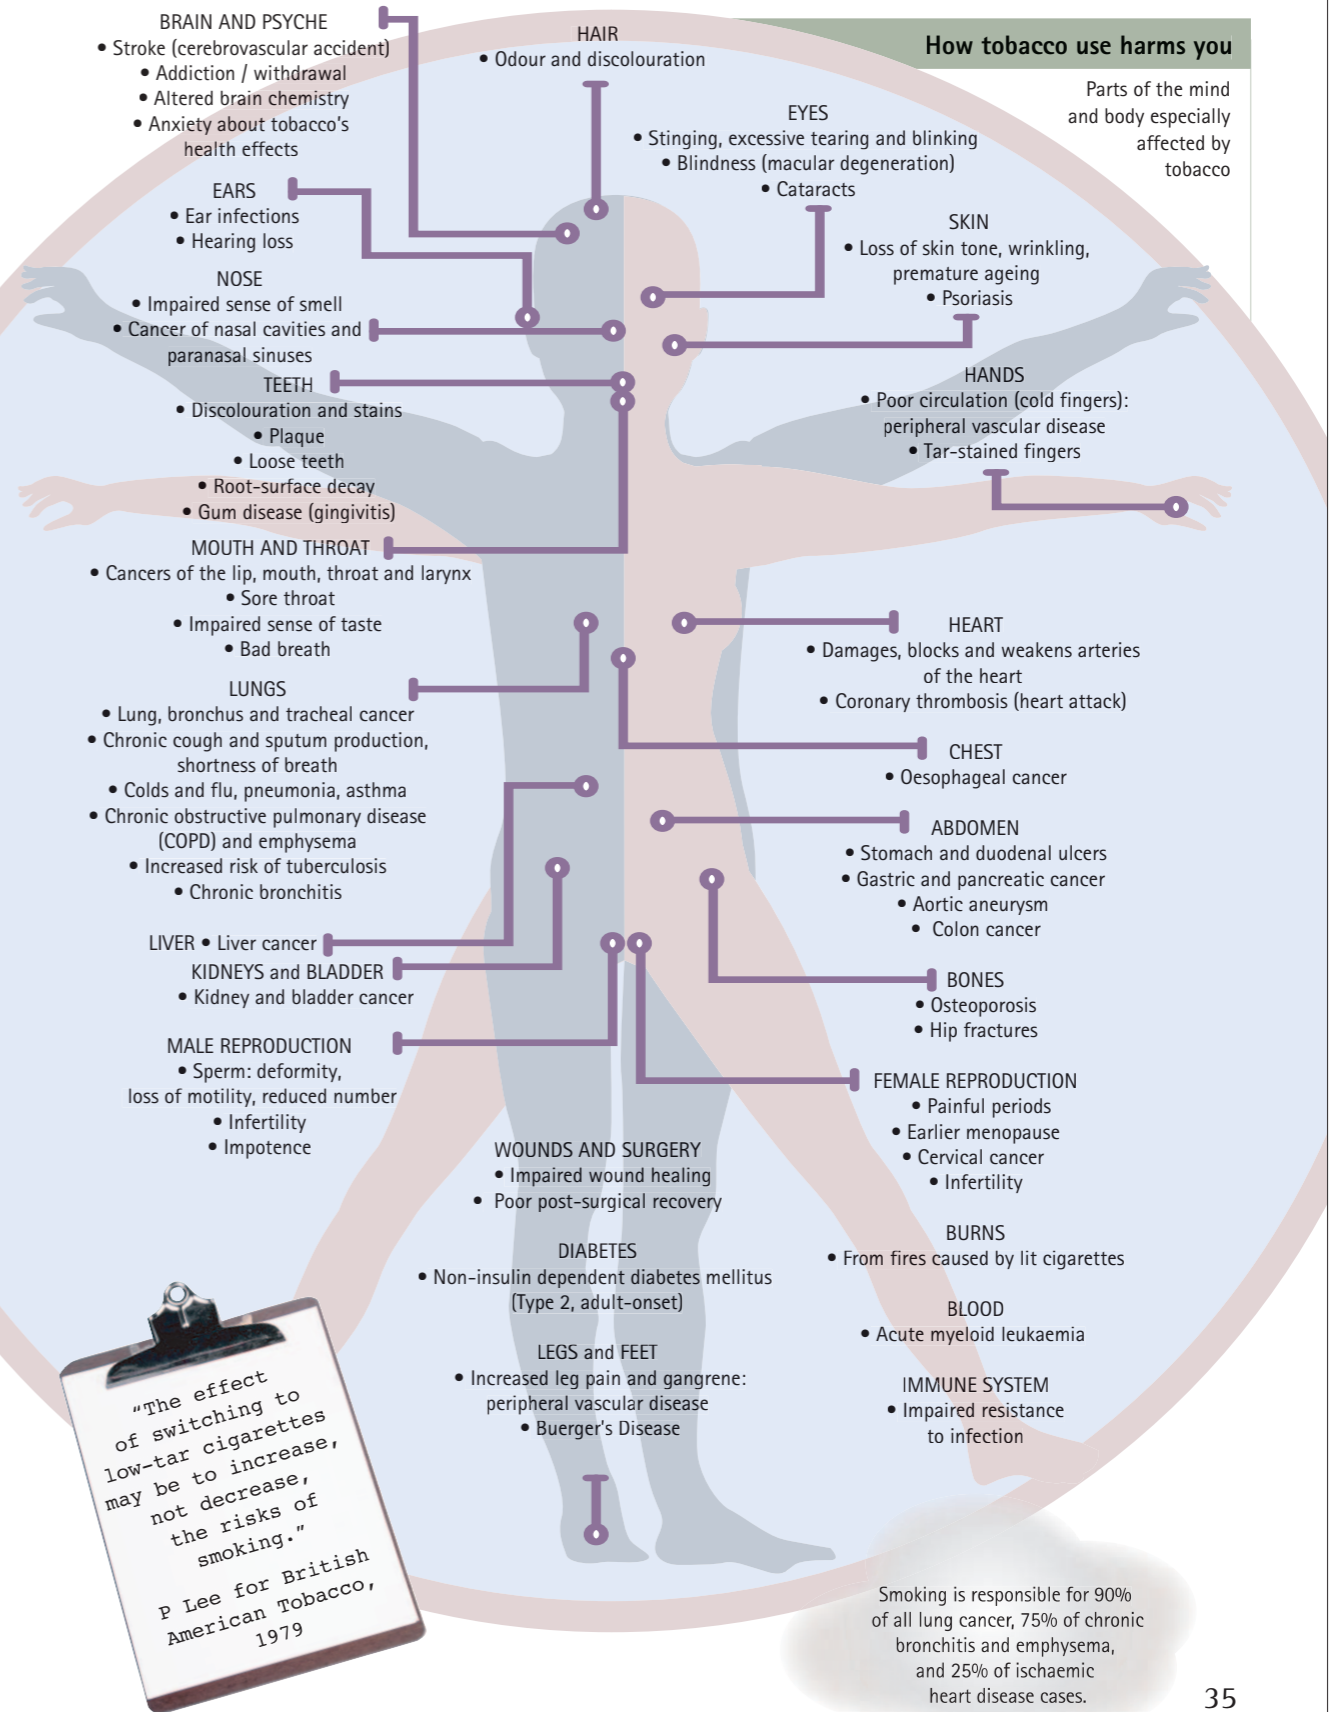 How tobacco use harms you
Parts of the mind
and body especially
affected by
tobacco
BRAIN AND PSYCHE
• Stroke (cerebrovascular accident)
• Addiction / withdrawal
• Altered brain chemistry
• Anxiety about tobacco's
health effects
EARS
• Ear infections
• Hearing loss
NOSE
• Impaired sense of smell
• Cancer of nasal cavities and
paranasal sinuses
TEETH
• Discolouration and stains
• Plaque
• Loose teeth
• Root-surface decay
• Gum disease (gingivitis)
MOUTH AND THROAT
• Cancers of the lip, mouth, throat and larynx
• Sore throat
• Impaired sense of taste
• Bad breath
LUNGS
• Lung, bronchus and tracheal cancer
• Chronic cough and sputum production,
shortness of breath
• Colds and flu, pneumonia, asthma
• Chronic obstructive pulmonary disease
(COPD) and emphysema
• Increased risk of tuberculosis
• Chronic bronchitis
LIVER • Liver cancer
KIDNEYS and BLADDER
• Kidney and bladder cancer
MALE REPRODUCTION
• Sperm: deformity,
loss of motility, reduced number
• Infertility
• Impotence
HAIR
• Odour and discolouration
EYES
• Stinging, excessive tearing and blinking
• Blindness (macular degeneration)
• Cataracts
SKIN
• Loss of skin tone, wrinkling,
premature ageing
• Psoriasis
HANDS
• Poor circulation (cold fingers):
peripheral vascular disease
• Tar-stained fingers
HEART
• Damages, blocks and weakens arteries
of the heart
• Coronary thrombosis (heart attack)
CHEST
• Oesophageal cancer
ABDOMEN
• Stomach and duodenal ulcers
• Gastric and pancreatic cancer
• Aortic aneurysm
• Colon cancer
BONES
• Osteoporosis
• Hip fractures
FEMALE REPRODUCTION
• Painful periods
• Earlier menopause
• Cervical cancer
• Infertility
WOUNDS AND SURGERY
• Impaired wound healing
• Poor post-surgical recovery
DIABETES
• Non-insulin dependent diabetes mellitus
(Type 2, adult-onset)
LEGS and FEET
• Increased leg pain and gangrene:
peripheral vascular disease
• Buerger's Disease
BURNS
• From fires caused by lit cigarettes
BLOOD
• Acute myeloid leukaemia
IMMUNE SYSTEM
• Impaired resistance
to infection
"The effect
of switching to
low-tar cigarettes
may be to increase,
not decrease,
the risks of
smoking."
P Lee for British
American Tobacco,
1979
Smoking is responsible for 90%
of all lung cancer, 75% of chronic
bronchitis and emphysema,
and 25% of ischaemic
heart disease cases.
35